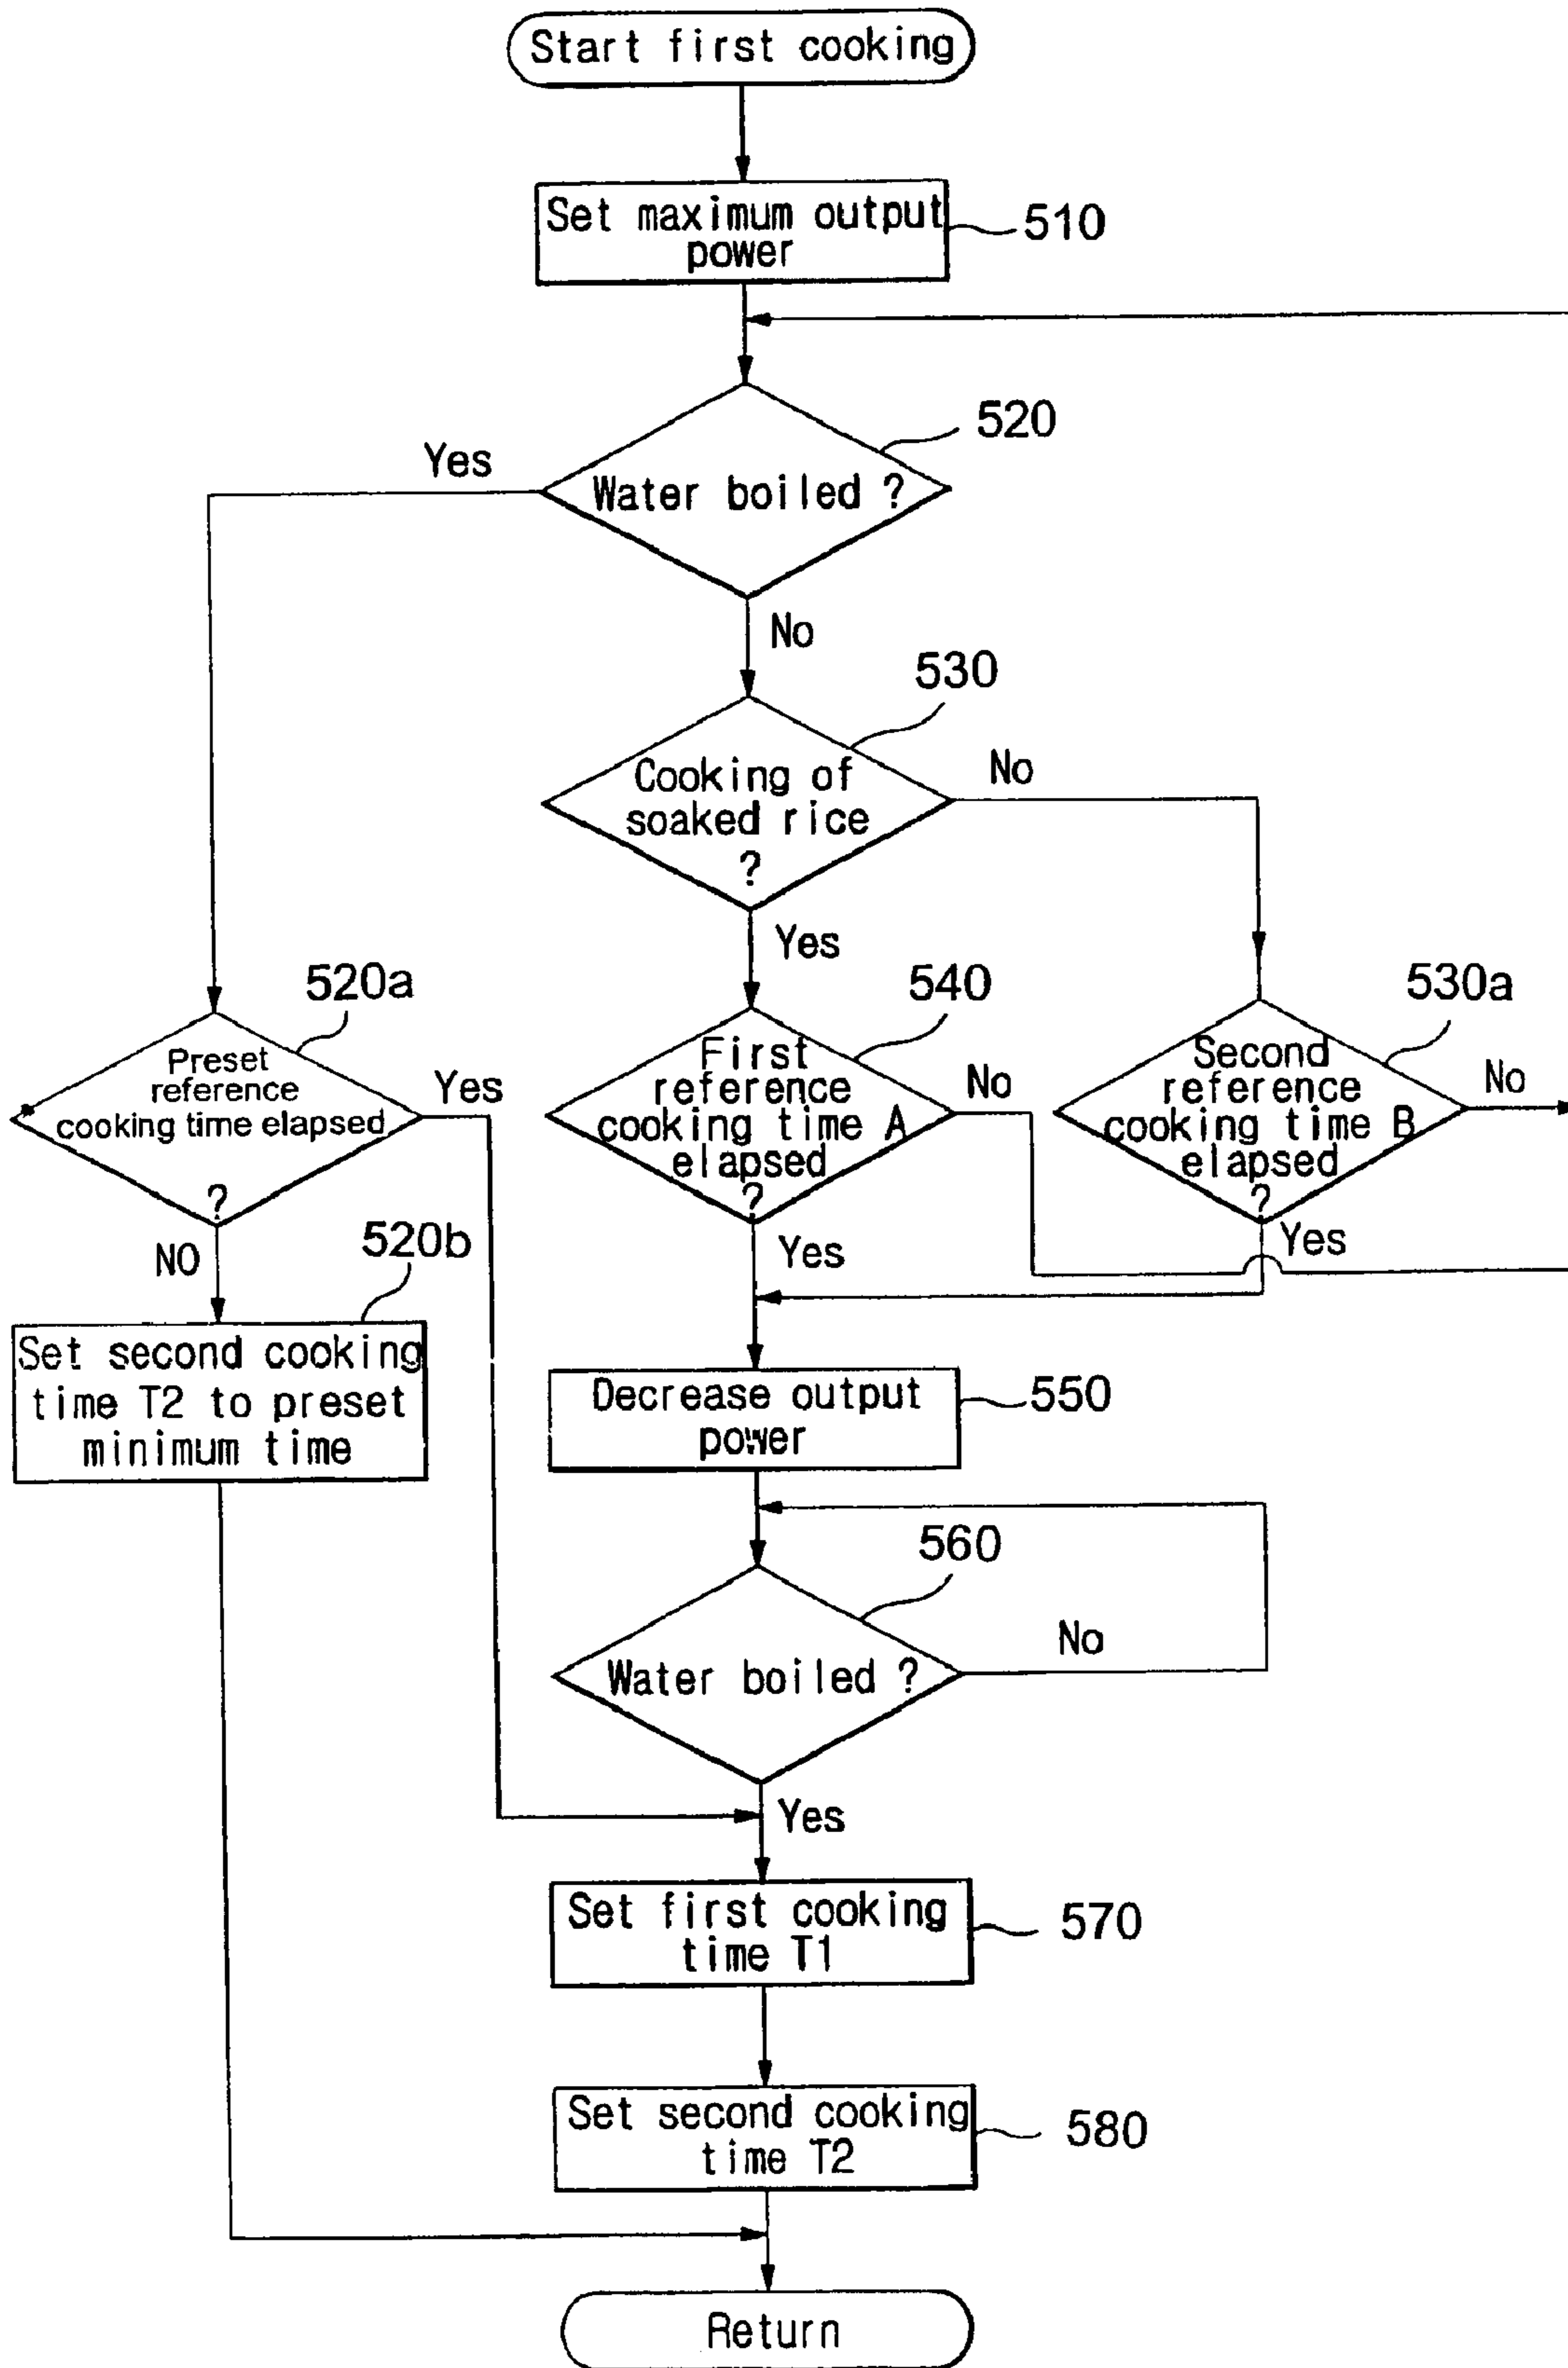 Start first cooking
Set maximum output
power
510
520
Yes
Water boiled ?
No
530
Cooking of
soaked rice
?
No
Yes
520a
540
530a
Preset
reference
cooking time elapsed
?
Yes
First
reference
cooking time A
elapsed
?
No
Second
reference
cooking time B
elapsed
?
No
NO
520b
Yes
Yes
Set second cooking
time T2 to preset
minimum time
Decrease output
power
550
560
Water boiled ?
No
Yes
Set first cooking
time T1
570
Set second cooking
time T2
580
Return